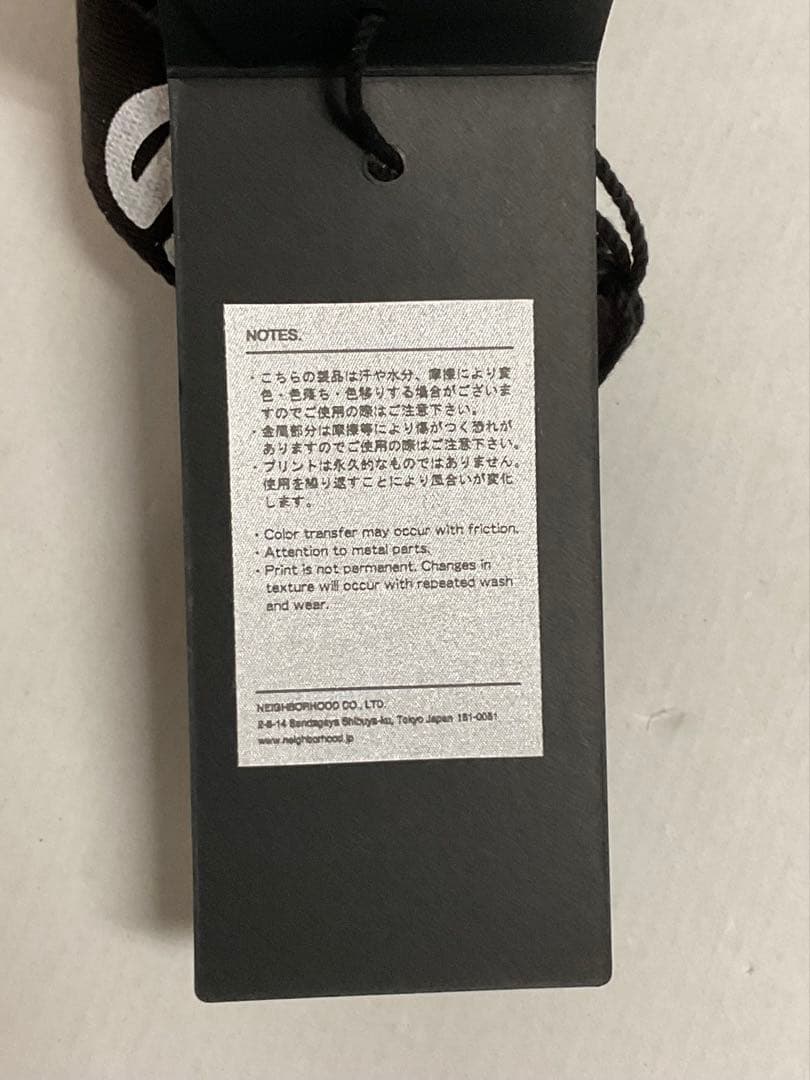 NOTES.
・こちらの製品は汗や水分、摩擦により変
色・色落ち・色移りする場合がございま
すのでご使用の際はご注意下さい。
・金属部分は摩擦等により傷がつく恐れが
ありますのでご使用の際はご注意下さい。
・プリントは永久的なものではありません。
使用を繰り返すことにより風合いが変化
します。
・Color transfer may occur with friction.
・Attention to metal parts.
・Print is not permanent. Changes in
texture will occur with repeated wash
and wear.
NEIGHBORHOOD CO., LTD.
Sendagaya Shibuya-ku, Tokyo Japan 151-0051
www.neighborhood.jp